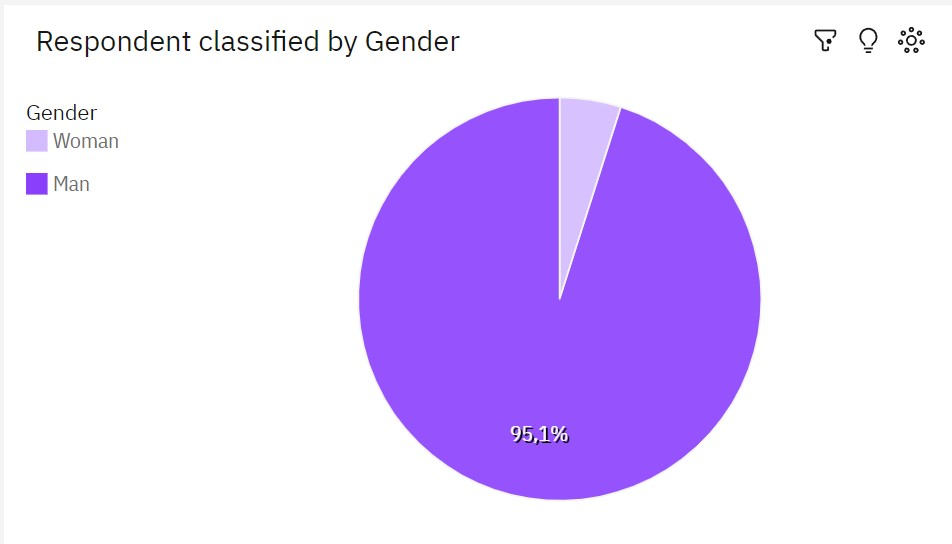 Respondent classified by Gender
Gender
Woman
Man
95,1%